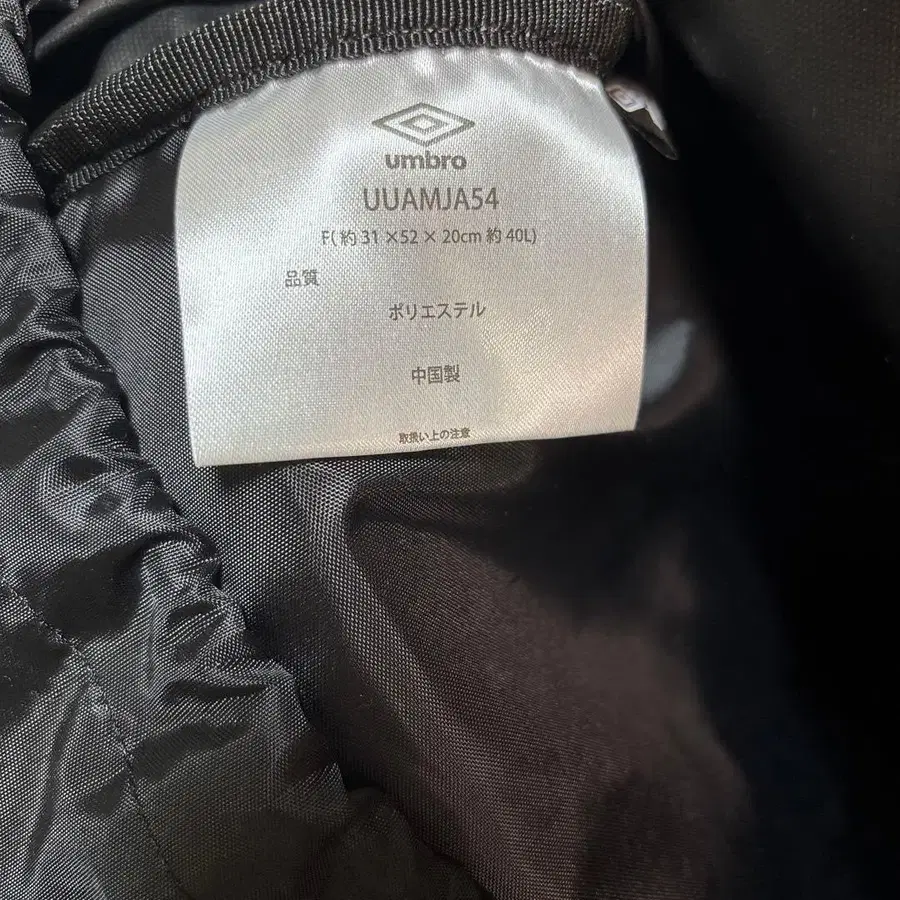 umbro
UUAMJA54
F( 約 31 ×52 × 20cm 約 40L)
品質
ポリエステル
中国製
取扱い上の注意